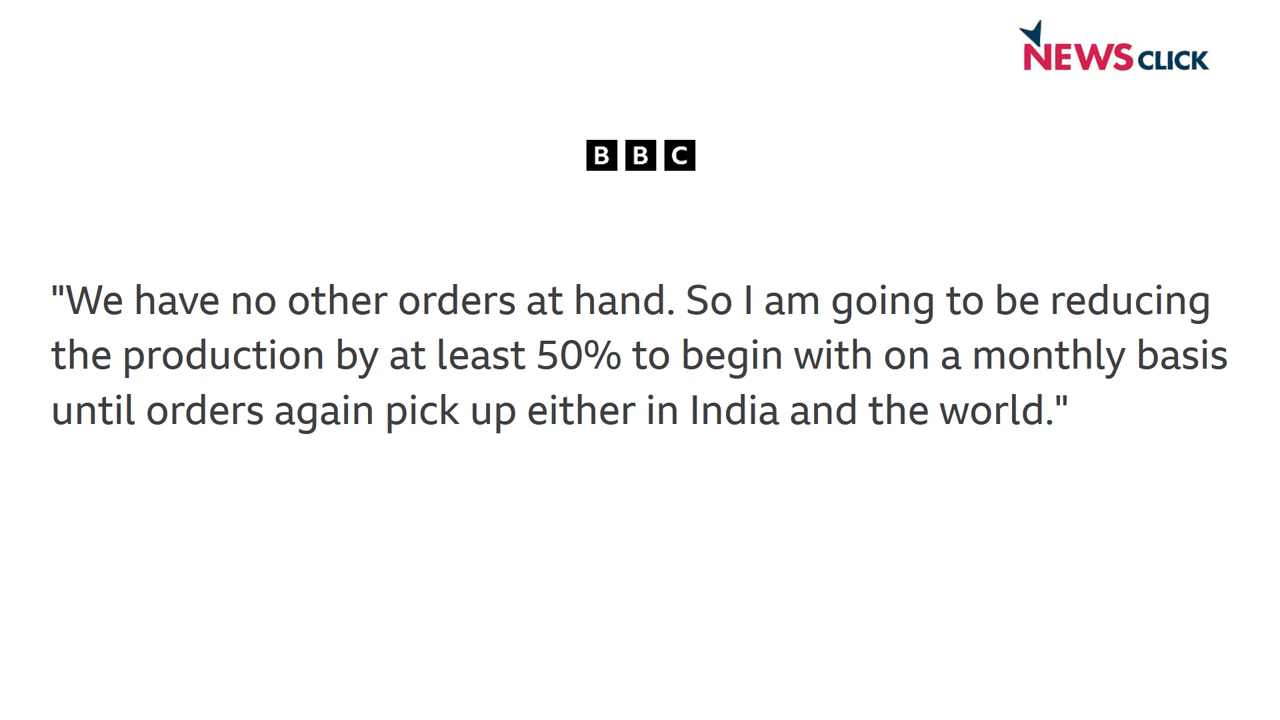 NEWS CLICK
BBC
"We have no other orders at hand. So I am going to be reducing
the production by at least 50% to begin with on a monthly basis
until orders again pick up either in India and the world."